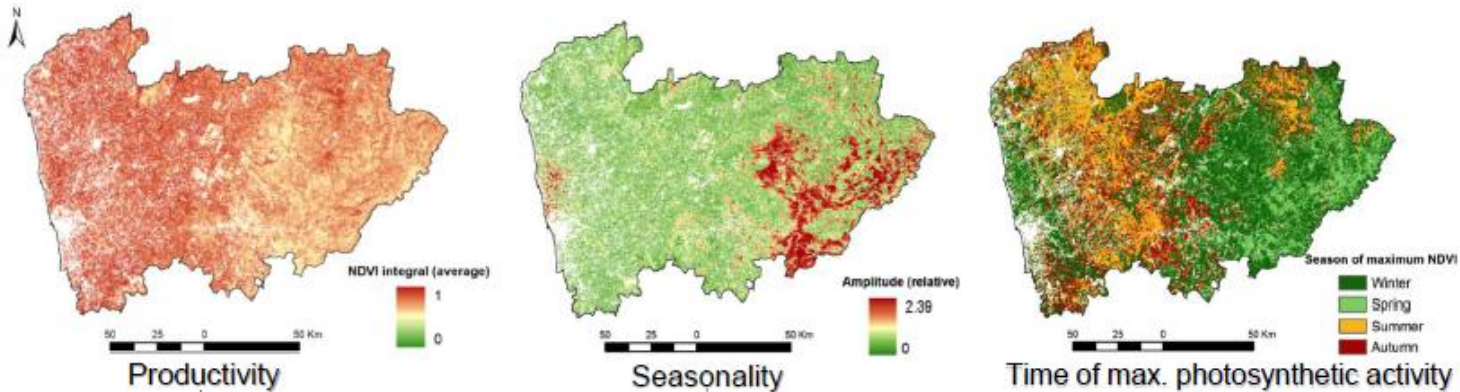 N
NDVI integral (average)
1
0
50 25 0 50 Km
Productivity
Amplitude (relative)
2.39
0
50 25 0 50 Km
Seasonality
Season of maximum NDVI
Winter
Spring
Summer
Autumn
50 25 0 50 Km
Time of max. photosynthetic activity